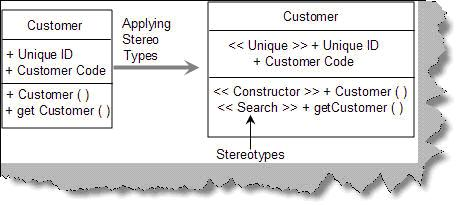 Customer
+ Unique ID
+ Customer Code
+ Customer ( )
+ get Customer ( )
Applying
Stereo
Types
Customer
<< Unique >> + Unique ID
+ Customer Code
<< Constructor >> + Customer ( )
<< Search >> + getCustomer ( )
Stereotypes